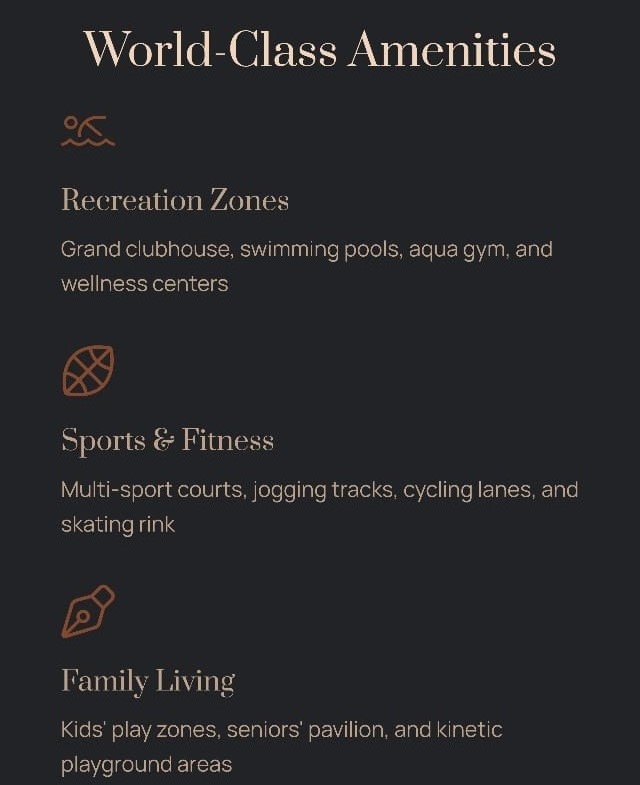 World-Class Amenities
Recreation Zones
Grand clubhouse, swimming pools, aqua gym, and
wellness centers
Sports & Fitness
Multi-sport courts, jogging tracks, cycling lanes, and
skating rink
Family Living
Kids' play zones, seniors' pavilion, and kinetic
playground areas